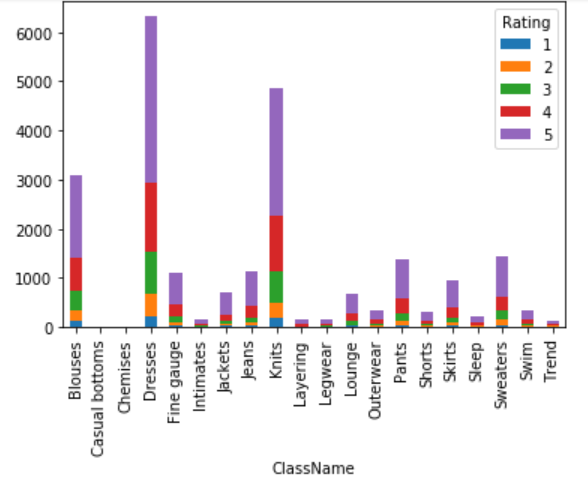 6000
5000
4000
3000
2000
1000
0
Rating
1
2
3
4
5
Blouses
Casual bottoms
Chemises
Dresses
Fine gauge
Intimates
Jackets
Jeans
Knits
Layering
Legwear
Lounge
Outerwear
Pants
Shorts
Skirts
Sleep
Sweaters
Swim
Trend
ClassName